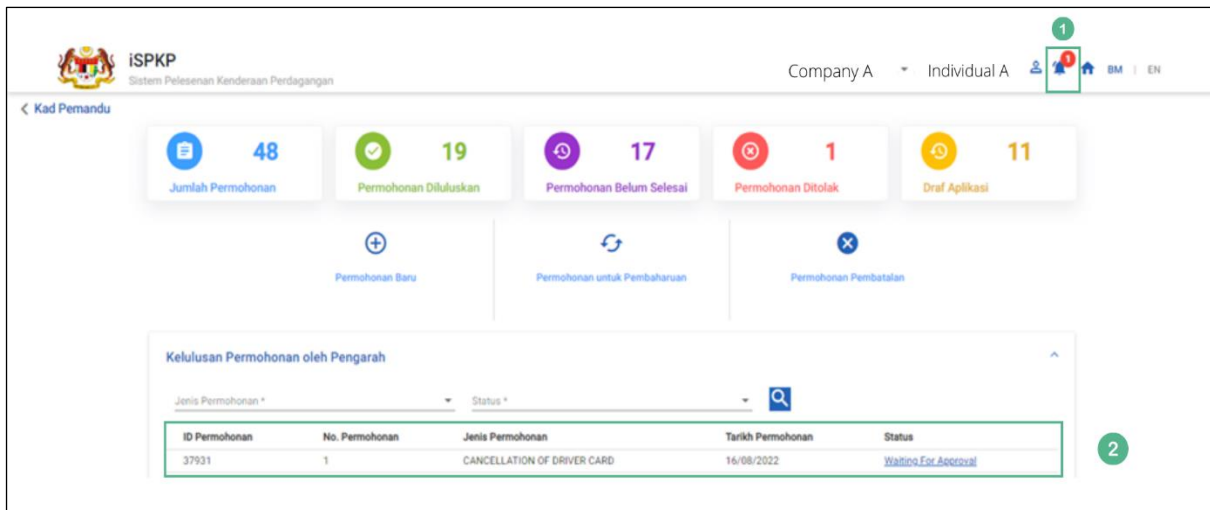 1
iSPKP
Sistem Pelesenan Kenderaan Perdagangan
Company A Individual A 1 BM | EN
Kad Pemandu
48 19 17 1 11
Jumlah Permohonan Permohonan Diluluskan Permohonan Belum Selesai Permohonan Ditolak Draf Aplikasi
Permohonan Baru Permohonan untuk Pembaharuan Permohonan Pembatalan
Kelulusan Permohonan oleh Pengarah
Jenis Permohonan * Status *
ID Permohonan No. Permohonan Jenis Permohonan Tarikh Permohonan Status
37931 1 CANCELLATION OF DRIVER CARD 16/08/2022 Waiting For Approval
2